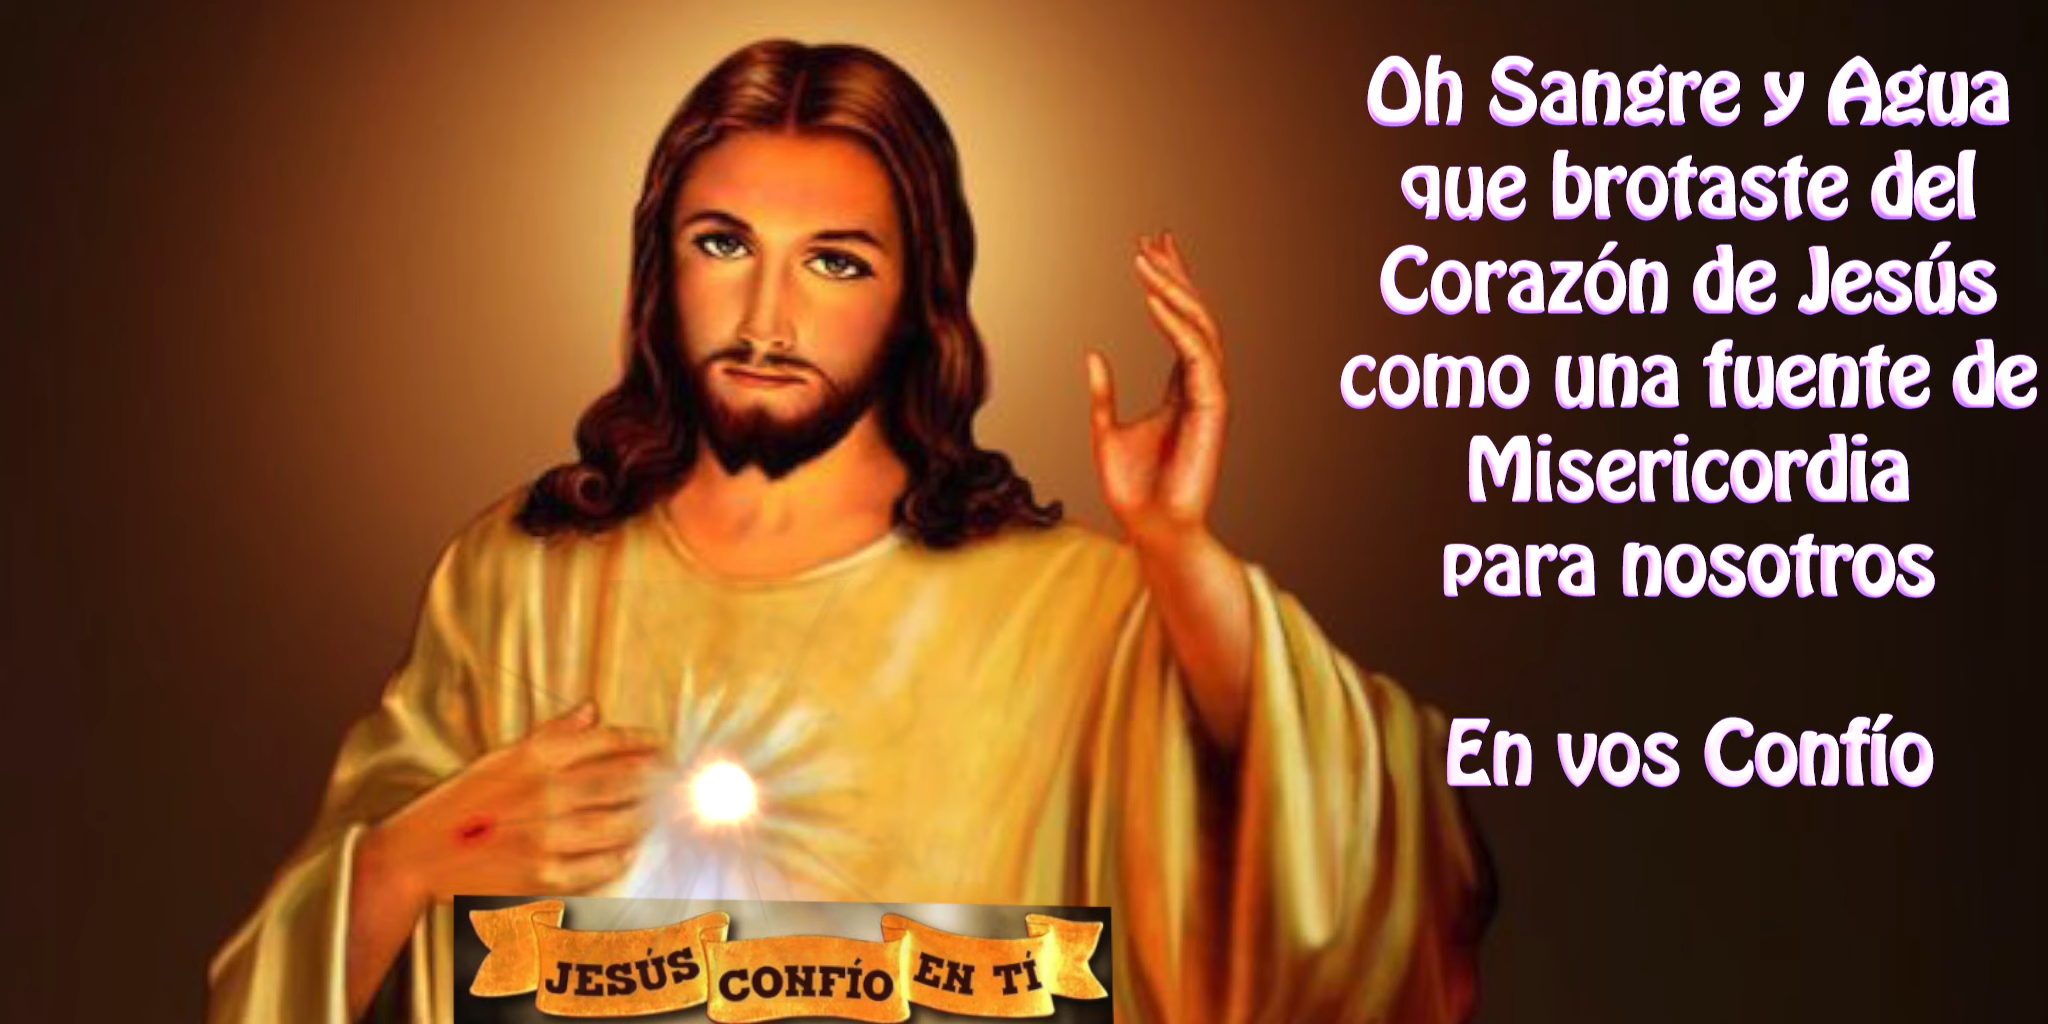 Oh Sangre y Agua
que brotaste del
Corazón de Jesús
como una fuente de
Misericordia
para nosotros
En vos Confío
JESÚS CONFÍO EN TÍ